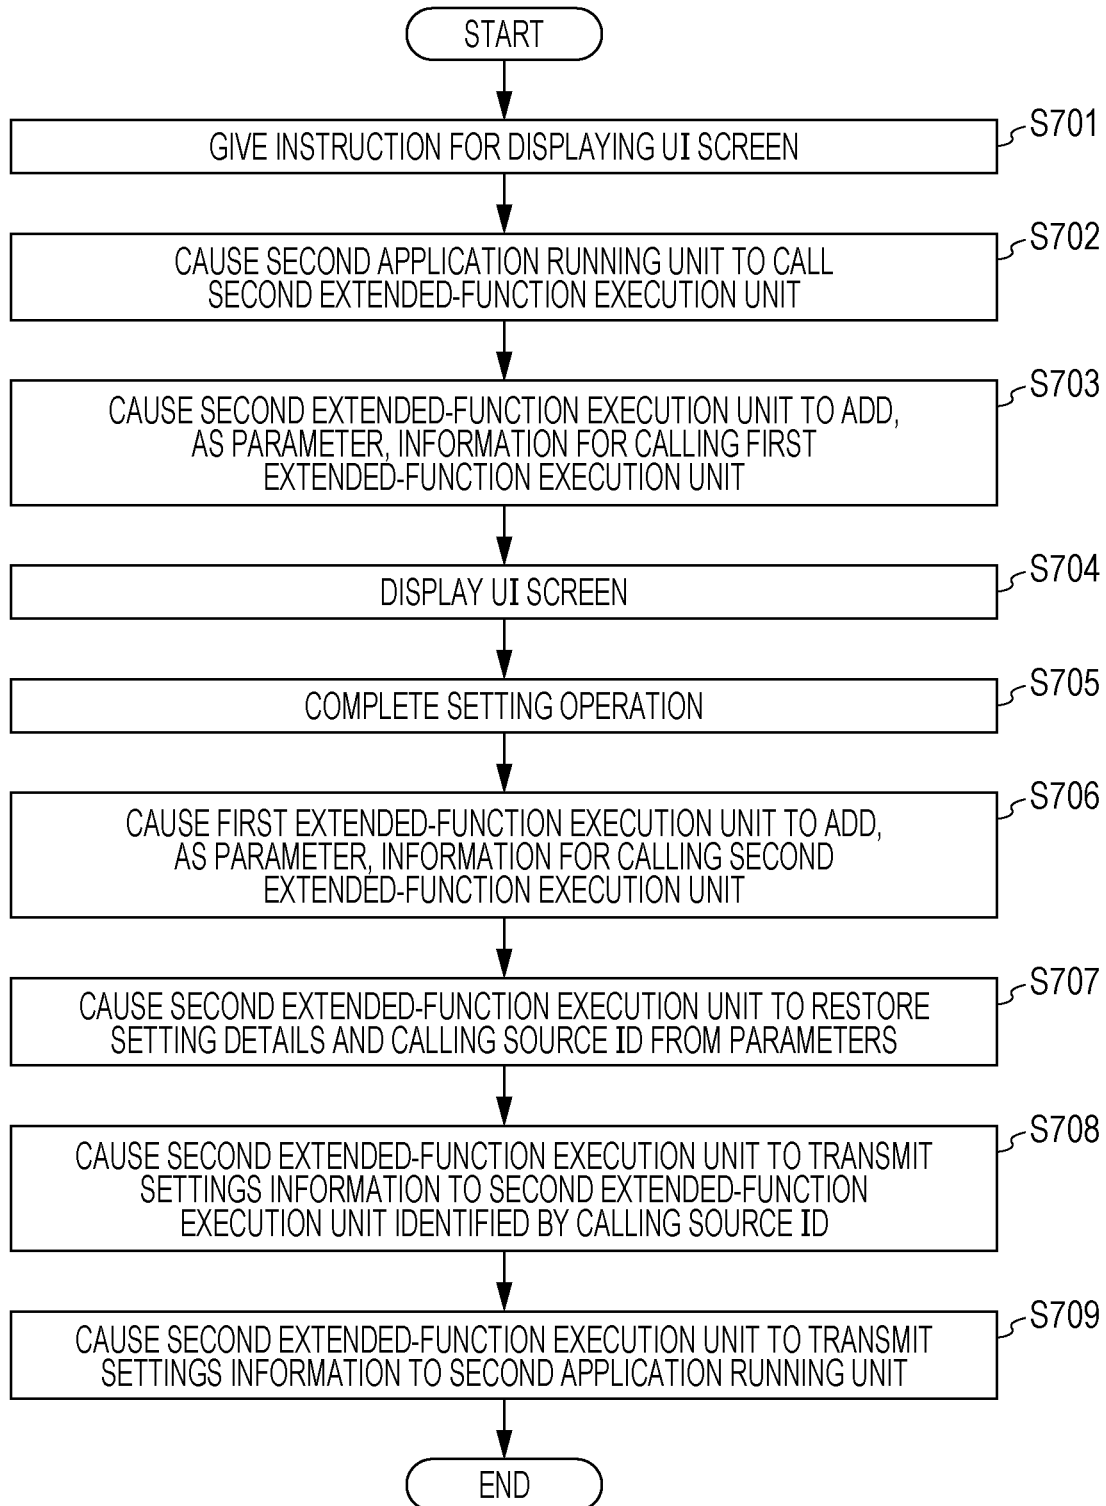 START
GIVE INSTRUCTION FOR DISPLAYING UI SCREEN
S701
CAUSE SECOND APPLICATION RUNNING UNIT TO CALL
SECOND EXTENDED-FUNCTION EXECUTION UNIT
S702
CAUSE SECOND EXTENDED-FUNCTION EXECUTION UNIT TO ADD,
AS PARAMETER, INFORMATION FOR CALLING FIRST
EXTENDED-FUNCTION EXECUTION UNIT
S703
DISPLAY UI SCREEN
S704
COMPLETE SETTING OPERATION
S705
CAUSE FIRST EXTENDED-FUNCTION EXECUTION UNIT TO ADD,
AS PARAMETER, INFORMATION FOR CALLING SECOND
EXTENDED-FUNCTION EXECUTION UNIT
S706
CAUSE SECOND EXTENDED-FUNCTION EXECUTION UNIT TO RESTORE
SETTING DETAILS AND CALLING SOURCE ID FROM PARAMETERS
S707
CAUSE SECOND EXTENDED-FUNCTION EXECUTION UNIT TO TRANSMIT
SETTINGS INFORMATION TO SECOND EXTENDED-FUNCTION
EXECUTION UNIT IDENTIFIED BY CALLING SOURCE ID
S708
CAUSE SECOND EXTENDED-FUNCTION EXECUTION UNIT TO TRANSMIT
SETTINGS INFORMATION TO SECOND APPLICATION RUNNING UNIT
S709
END